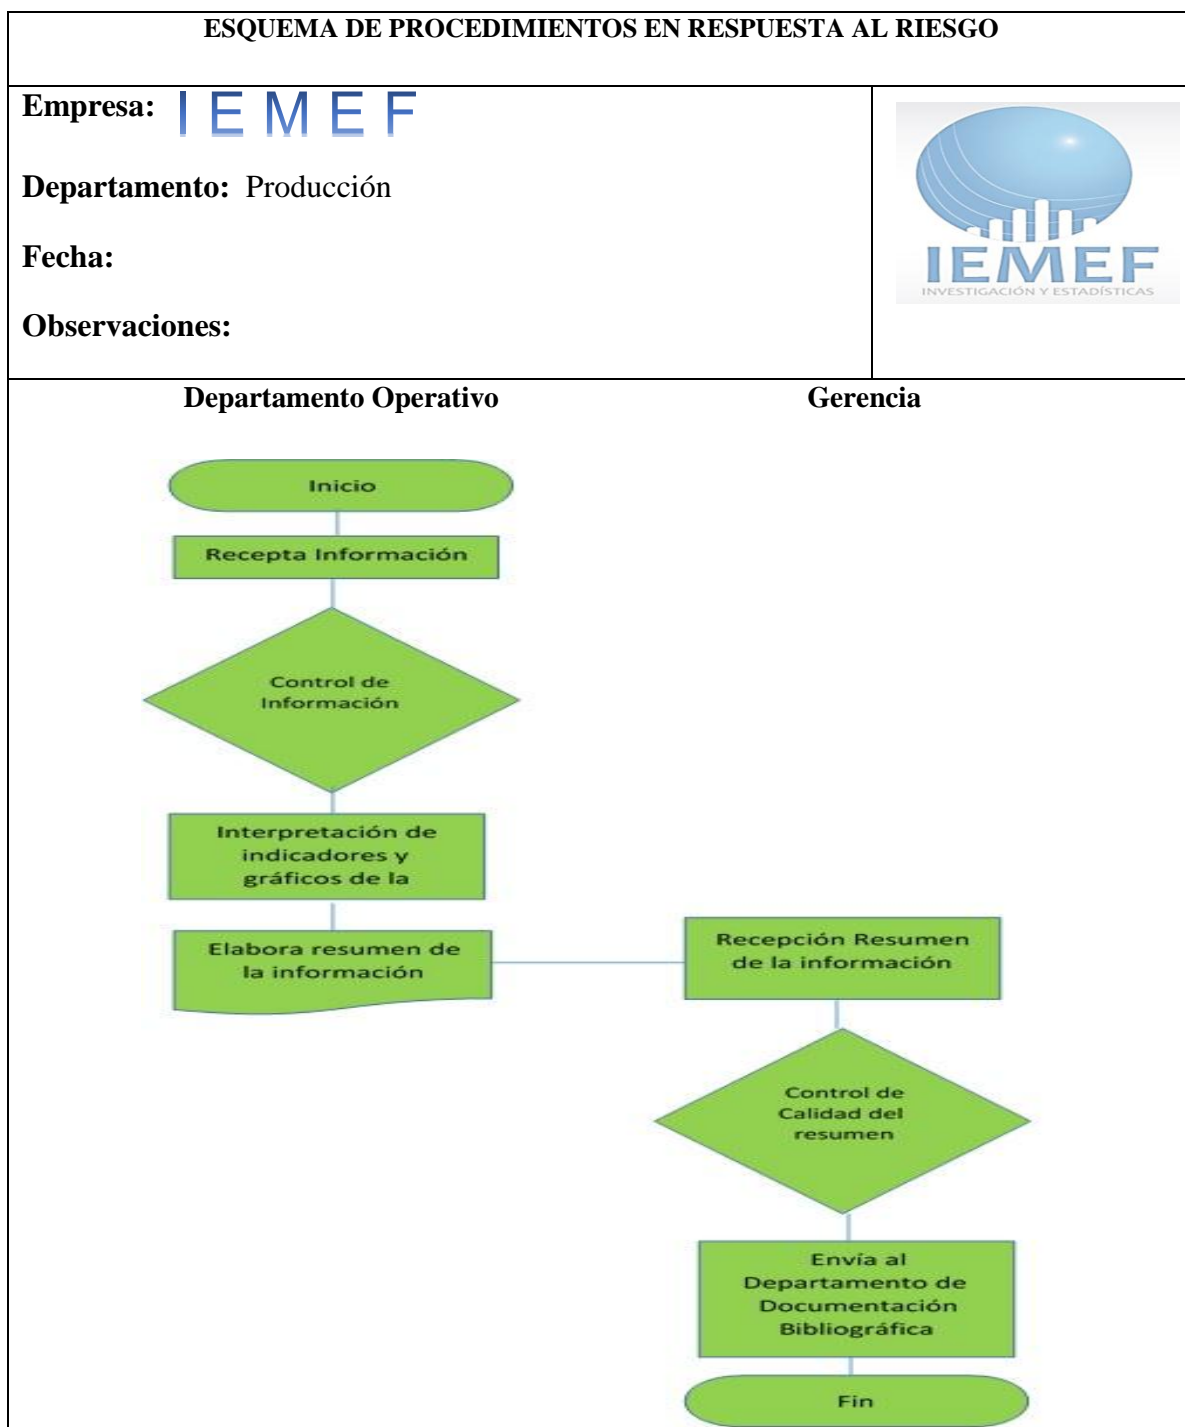 ESQUEMA DE PROCEDIMIENTOS EN RESPUESTA AL RIESGO
Empresa: IEMEF
Departamento: Producción
Fecha:
Observaciones:
IEMEF
INVESTIGACIÓN Y ESTADÍSTICAS
Departamento Operativo
Gerencia
Inicio
Recepta Información
Control de
Información
Interpretación de
indicadores y
gráficos de la
Elabora resumen de
la información
Recepción Resumen
de la información
Control de
Calidad del
resumen
Envía al
Departamento de
Documentación
Bibliográfica
Fin